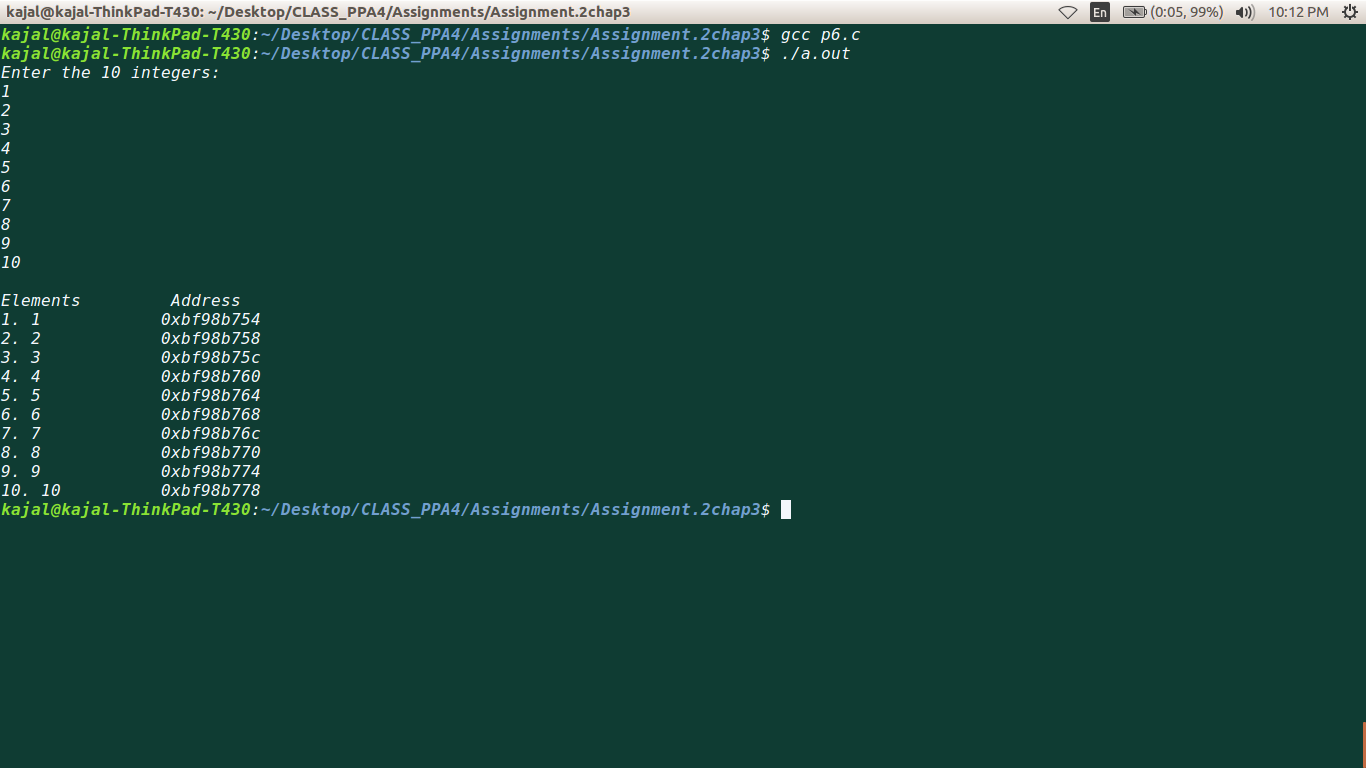 kajal@kajal-ThinkPad-T430: ~/Desktop/CLASS_PPA4/Assignments/Assignment.2chap3 En (0:05, 99%) 10:12 PM
kajal@kajal-ThinkPad-T430:~/Desktop/CLASS_PPA4/Assignments/Assignment.2chap3$ gcc p6.c
kajal@kajal-ThinkPad-T430:~/Desktop/CLASS_PPA4/Assignments/Assignment.2chap3$ ./a.out
Enter the 10 integers:
1
2
3
4
5
6
7
8
9
10
Elements         Address
1. 1            0xbf98b754
2. 2            0xbf98b758
3. 3            0xbf98b75c
4. 4            0xbf98b760
5. 5            0xbf98b764
6. 6            0xbf98b768
7. 7            0xbf98b76c
8. 8            0xbf98b770
9. 9            0xbf98b774
10. 10          0xbf98b778
kajal@kajal-ThinkPad-T430:~/Desktop/CLASS_PPA4/Assignments/Assignment.2chap3$